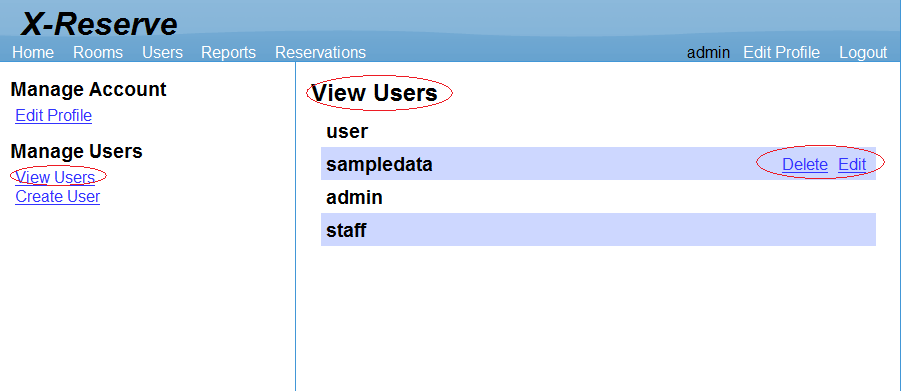 X-Reserve
Home Rooms Users Reports Reservations admin Edit Profile Logout
Manage Account
Edit Profile
Manage Users
View Users
Create User
View Users
user
sampledata Delete Edit
admin
staff